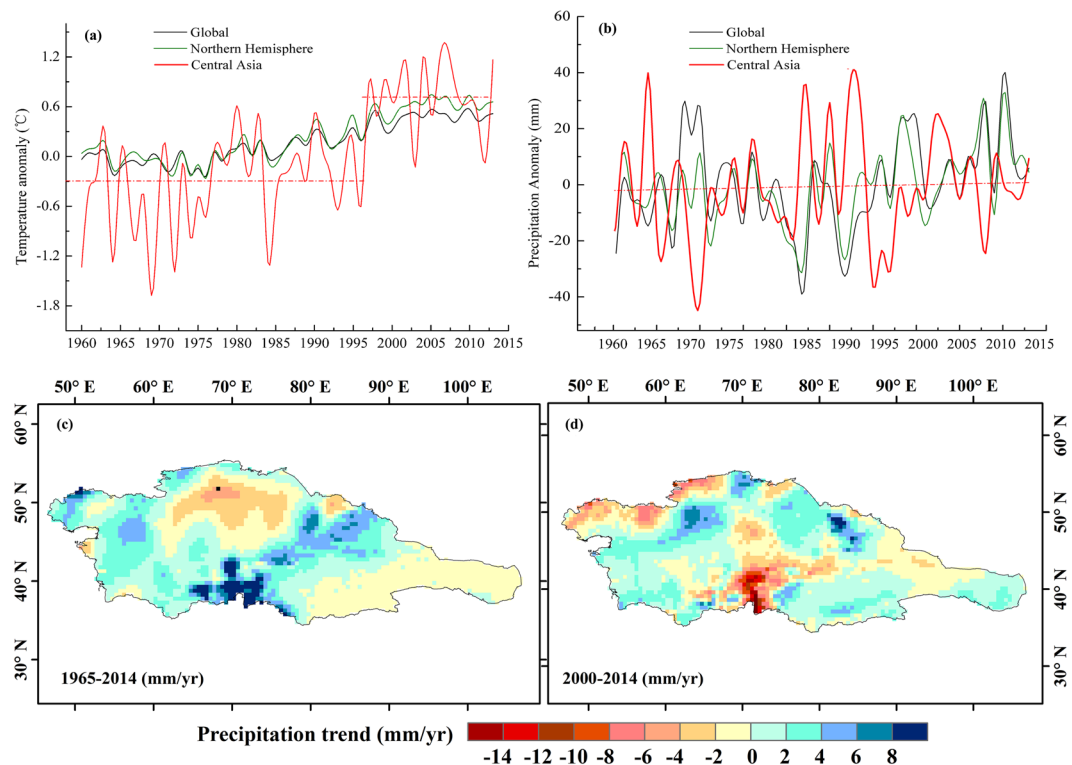 (a)
Global
Northern Hemisphere
Central Asia
Temperature anomaly (℃)
1.2
0.6
0.0
-0.6
-1.2
-1.8
1960 1965 1970 1975 1980 1985 1990 1995 2000 2005 2010 2015
(b)
Global
Northern Hemisphere
Central Asia
Precipitation Anomaly (mm)
60
40
20
0
-20
-40
1960 1965 1970 1975 1980 1985 1990 1995 2000 2005 2010 2015
50° E 60° E 70° E 80° E 90° E 100° E
(c)
60° N
50° N
40° N
30° N
1965-2014 (mm/yr)
50° E 60° E 70° E 80° E 90° E 100° E
(d)
60° N
50° N
40° N
30° N
2000-2014 (mm/yr)
Precipitation trend (mm/yr)
-14 -12 -10 -8 -6 -4 -2 0 2 4 6 8